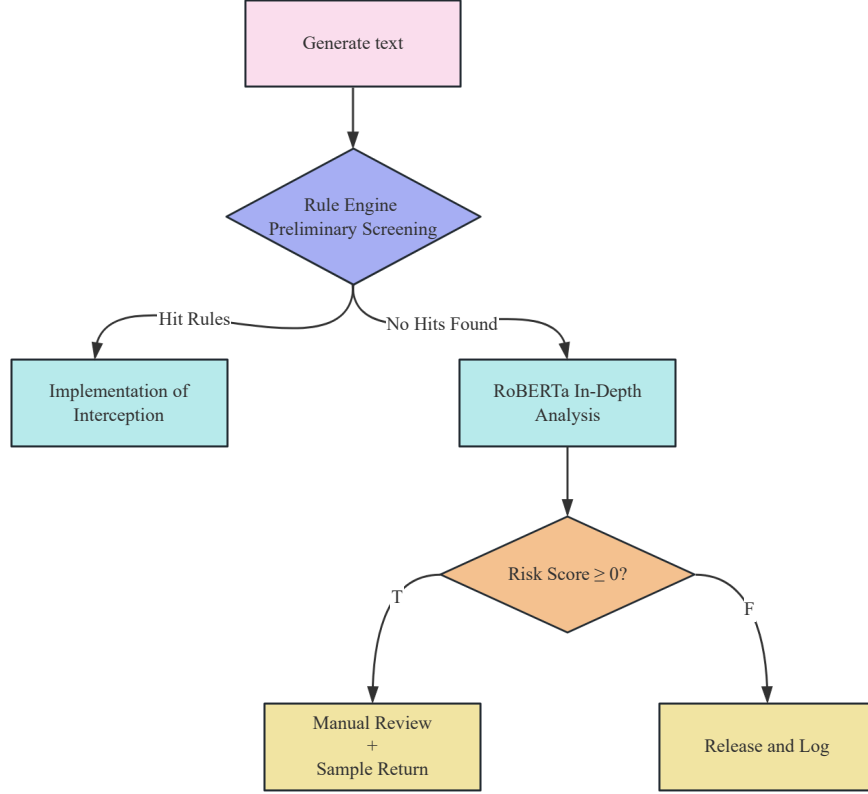 Generate text
Rule Engine
Preliminary Screening
Hit Rules
No Hits Found
Implementation of
Interception
RoBERTa In-Depth
Analysis
Risk Score ≥ 0?
T
F
Manual Review
+
Sample Return
Release and Log